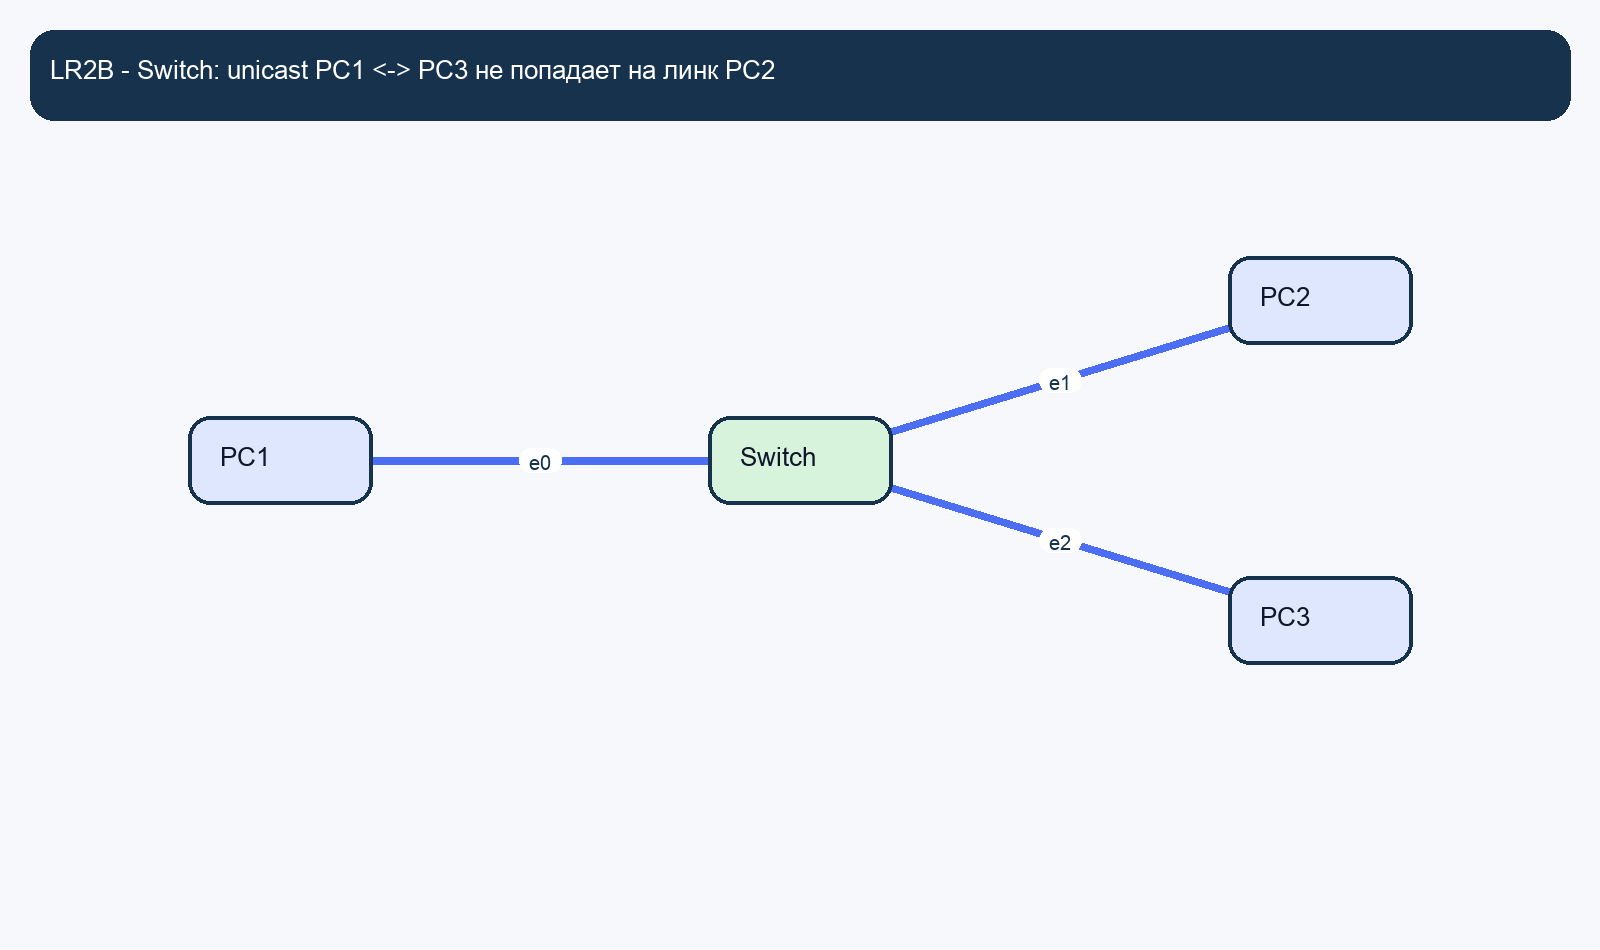 LR2B - Switch: unicast PC1 <-> PC3 не попадает на линк PC2
PC2
e1
PC1
e0
Switch
e2
PC3